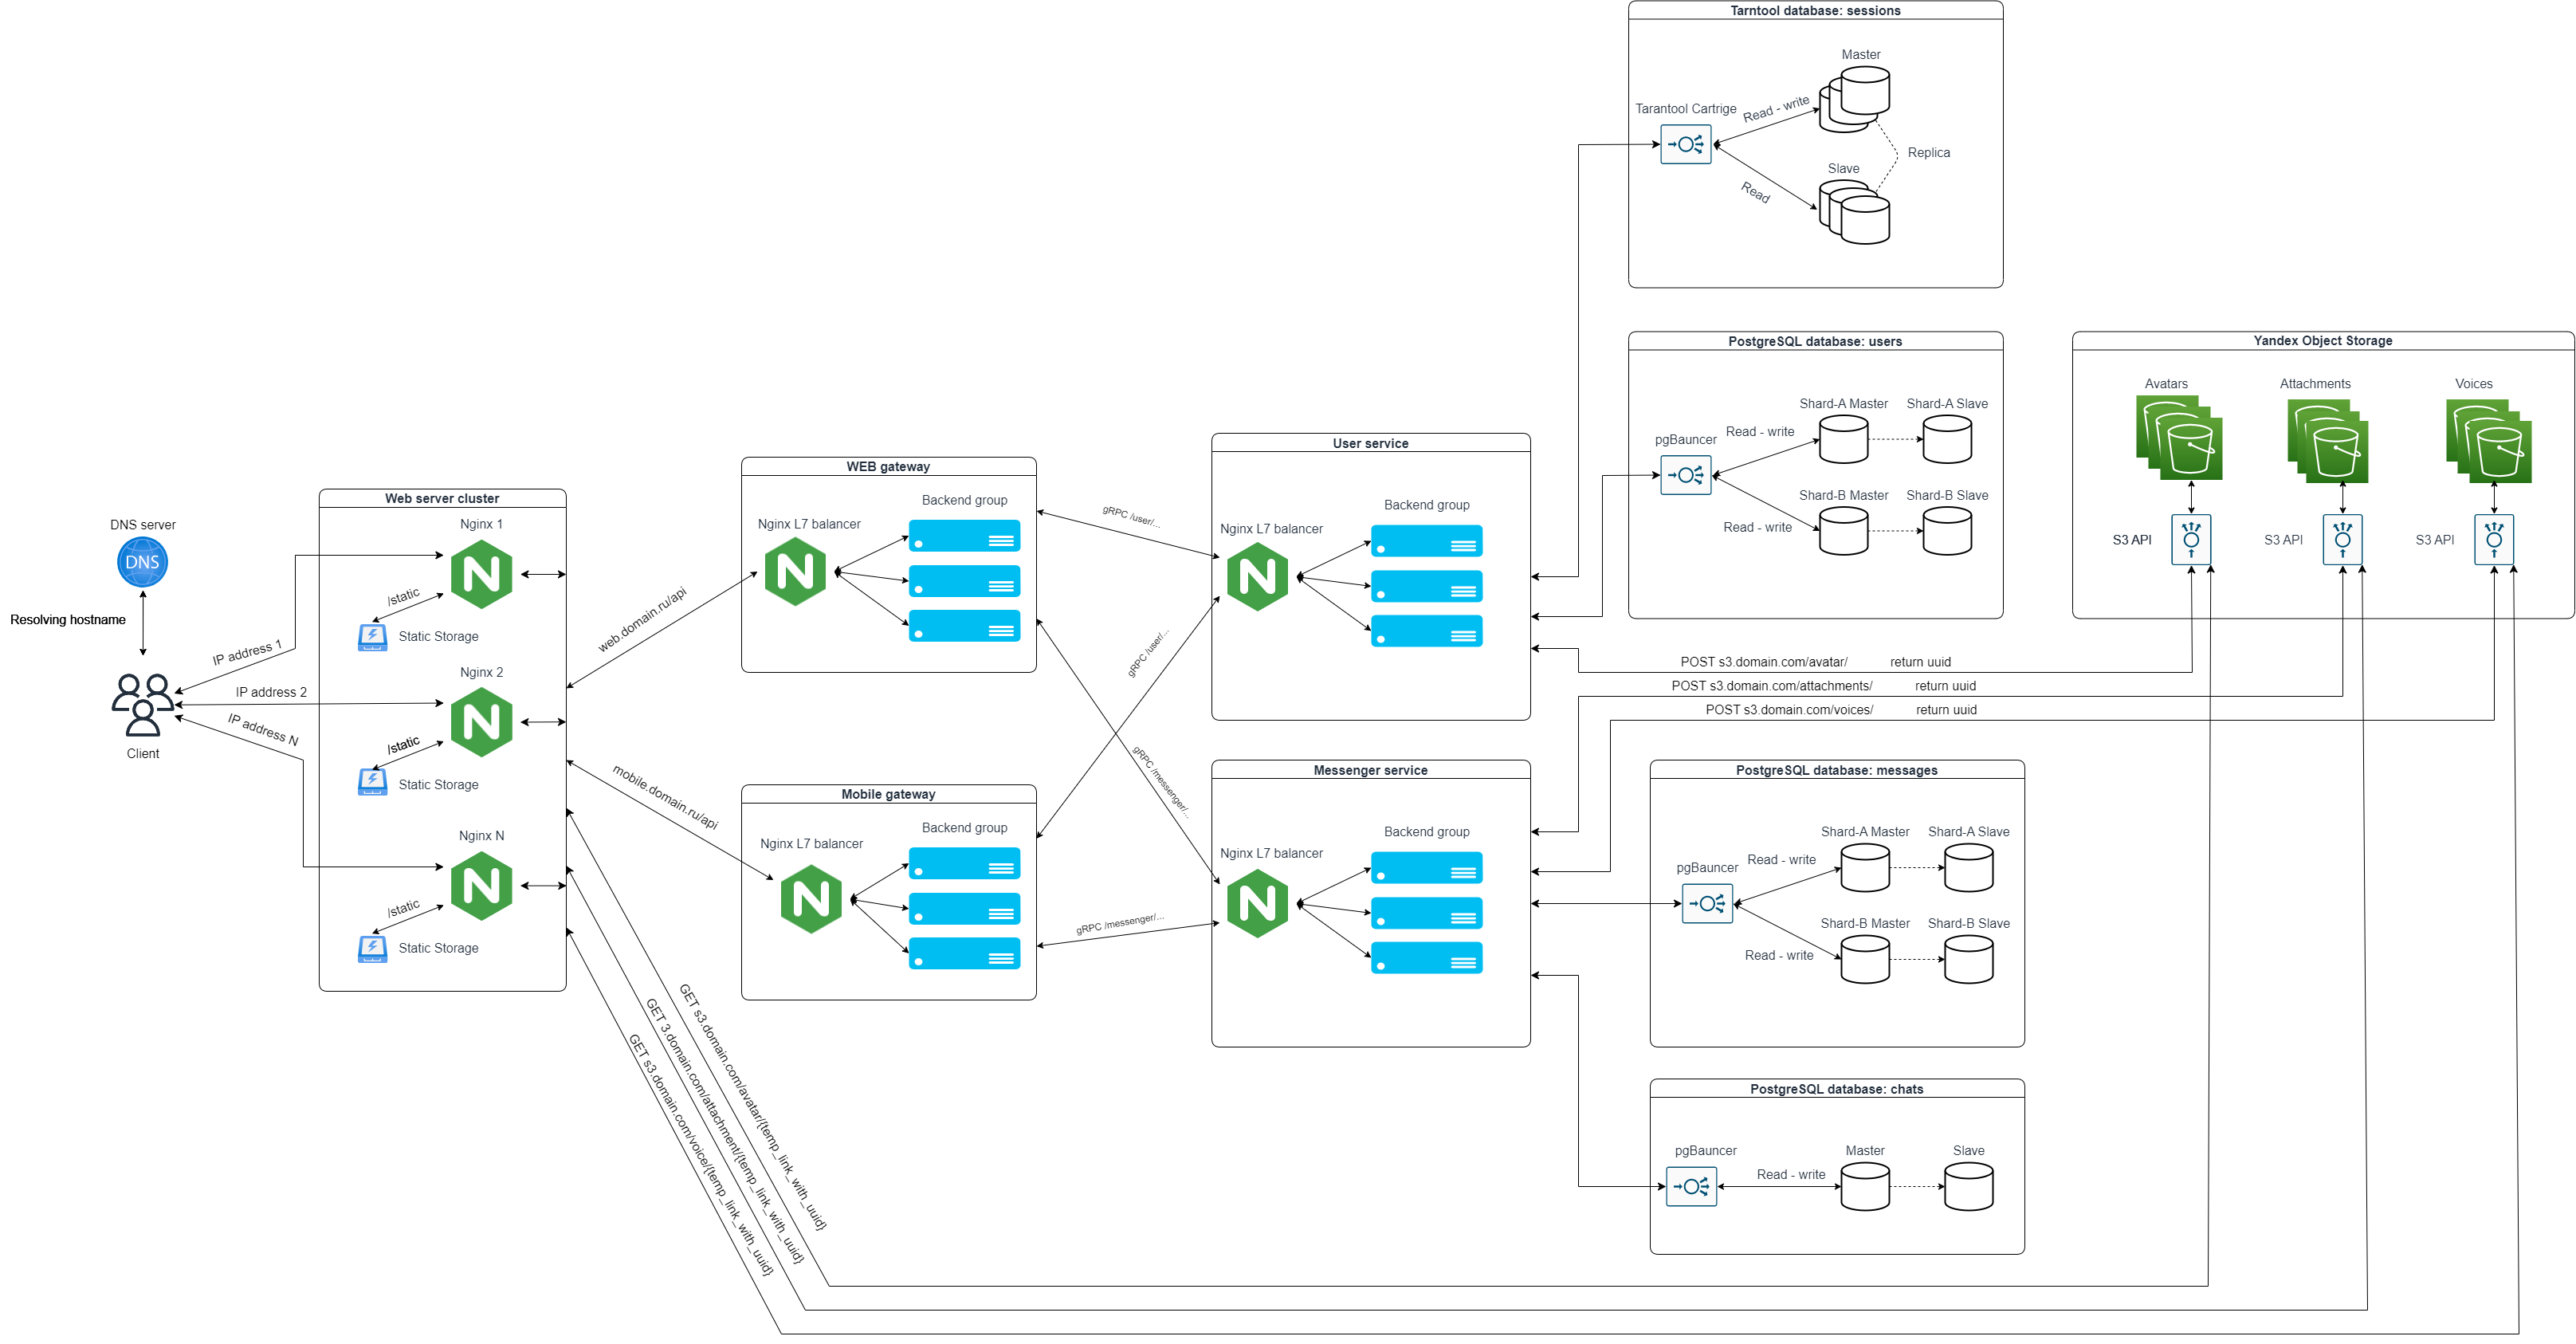 Tarntool database: sessions
Master
Tarantool Cartrige
Read - write
Replica
Slave
Read
PostgreSQL database: users
Shard-A Master
Shard-A Slave
pgBauncer
Read - write
Shard-B Master
Shard-B Slave
Read - write
Yandex Object Storage
Avatars
Attachments
Voices
S3 API
S3 API
S3 API
DNS server
DNS
Resolving hostname
Client
IP address 1
IP address 2
IP address N
Web server cluster
Nginx 1
/static
Static Storage
Nginx 2
/static
Static Storage
Nginx N
/static
Static Storage
web.domain.ru/api
mobile.domain.ru/api
WEB gateway
Backend group
Nginx L7 balancer
Mobile gateway
Backend group
Nginx L7 balancer
gRPC /user/...
gRPC /user/...
gRPC /messenger/...
gRPC /messenger/...
User service
Backend group
Nginx L7 balancer
POST s3.domain.com/avatar/ return uuid
POST s3.domain.com/attachments/ return uuid
POST s3.domain.com/voices/ return uuid
Messenger service
Backend group
Nginx L7 balancer
PostgreSQL database: messages
Shard-A Master
Shard-A Slave
pgBauncer
Read - write
Shard-B Master
Shard-B Slave
Read - write
PostgreSQL database: chats
pgBauncer
Read - write
Master
Slave
GET s3.domain.com/avatar/{temp_link_with_uuid}
GET 3.domain.com/attachment/{temp_link_with_uuid}
GET s3.domain.com/voice/{temp_link_with_uuid}